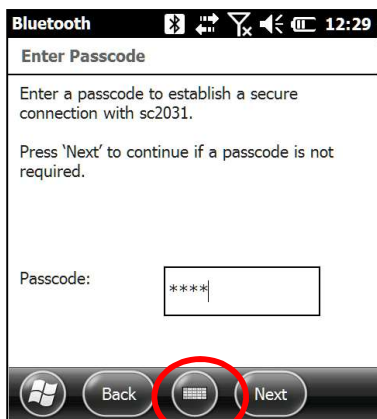 Bluetooth 12:29
Enter Passcode
Enter a passcode to establish a secure
connection with sc2031.
Press ‘Next’ to continue if a passcode is not
required.
Passcode: ****
Back Next